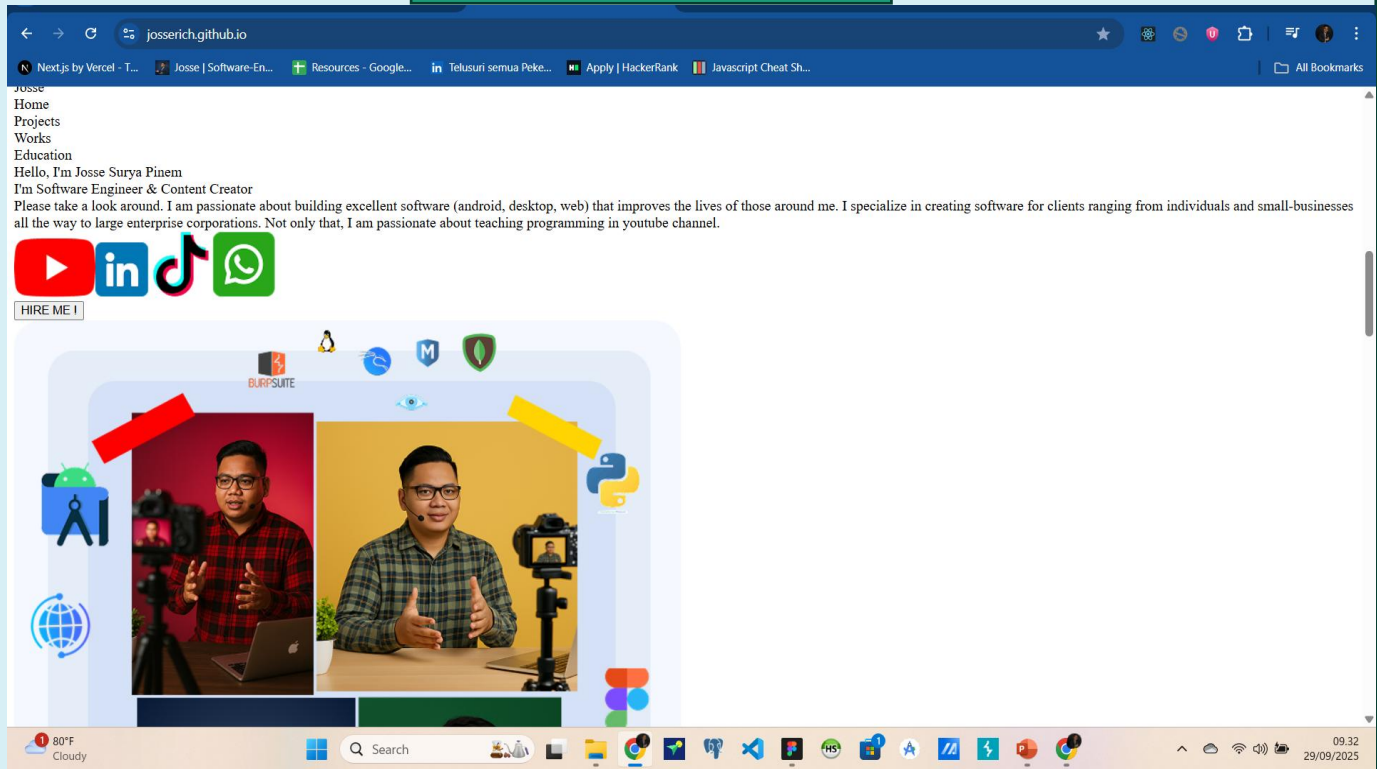 josserich.github.io
Next.js by Vercel - T...
Josse | Software-En...
Resources - Google...
Telusuri semua Peke...
Apply | HackerRank
Javascript Cheat Sh...
All Bookmarks
Josse
Home
Projects
Works
Education
Hello, I'm Josse Surya Pinem
I'm Software Engineer & Content Creator
Please take a look around. I am passionate about building excellent software (android, desktop, web) that improves the lives of those around me. I specialize in creating software for clients ranging from individuals and small-businesses
all the way to large enterprise corporations. Not only that, I am passionate about teaching programming in youtube channel.
in
HIRE ME !
M
BURPSUITE
1
80°F
Cloudy
Search
HS
1
09.32
29/09/2025